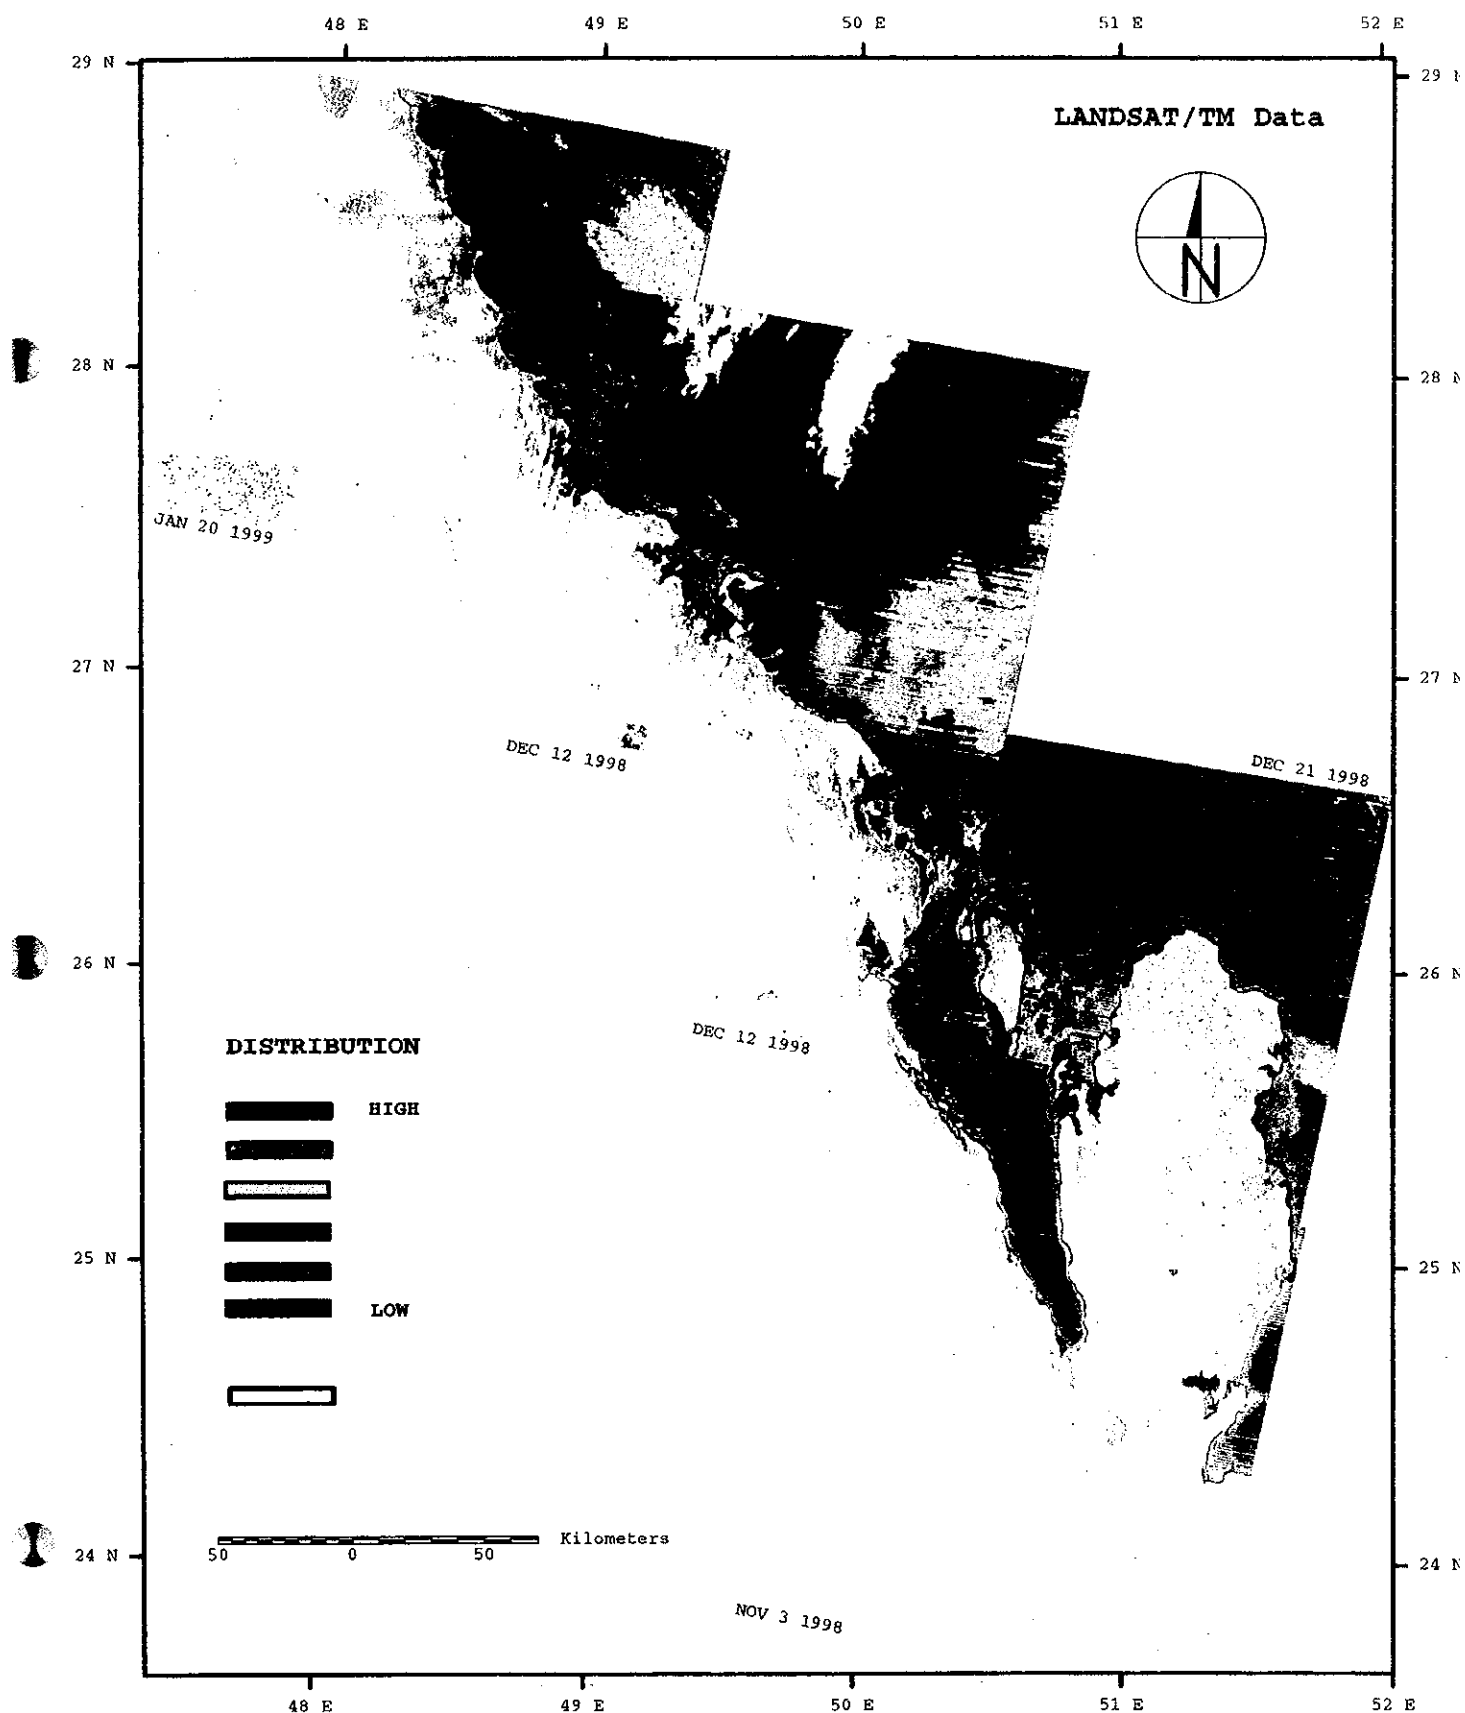 48 E 49 E 50 E 51 E 52 E
29 N
29 N
LANDSAT/TM Data
N
28 N
28 N
JAN 20 1999
27 N
27 N
DEC 12 1998
DEC 21 1998
26 N
26 N
DEC 12 1998
DISTRIBUTION
HIGH
25 N
25 N
LOW
Kilometers
50 0 50
24 N
24 N
NOV 3 1998
48 E 49 E 50 E 51 E 52 E